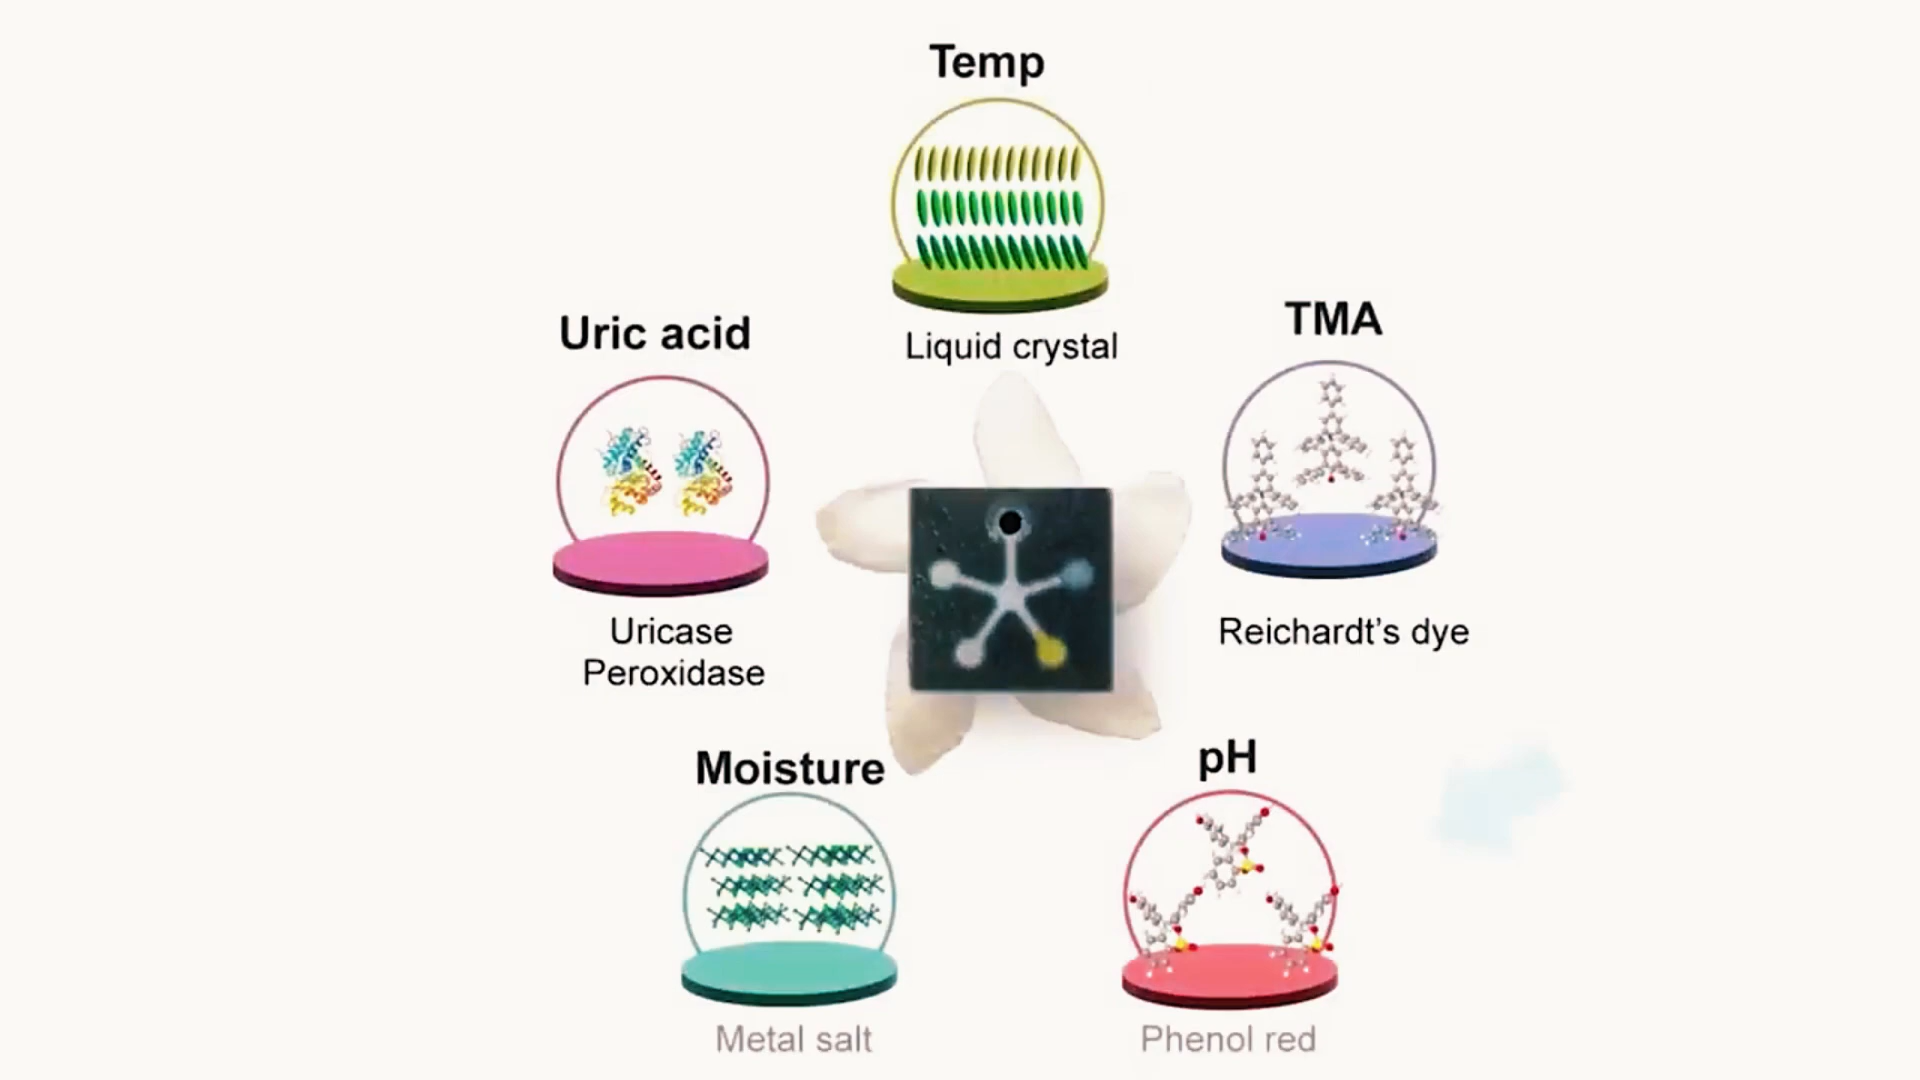 Temp
Liquid crystal
Uric acid
Uricase
Peroxidase
TMA
Reichardt’s dye
Moisture
Metal salt
pH
Phenol red